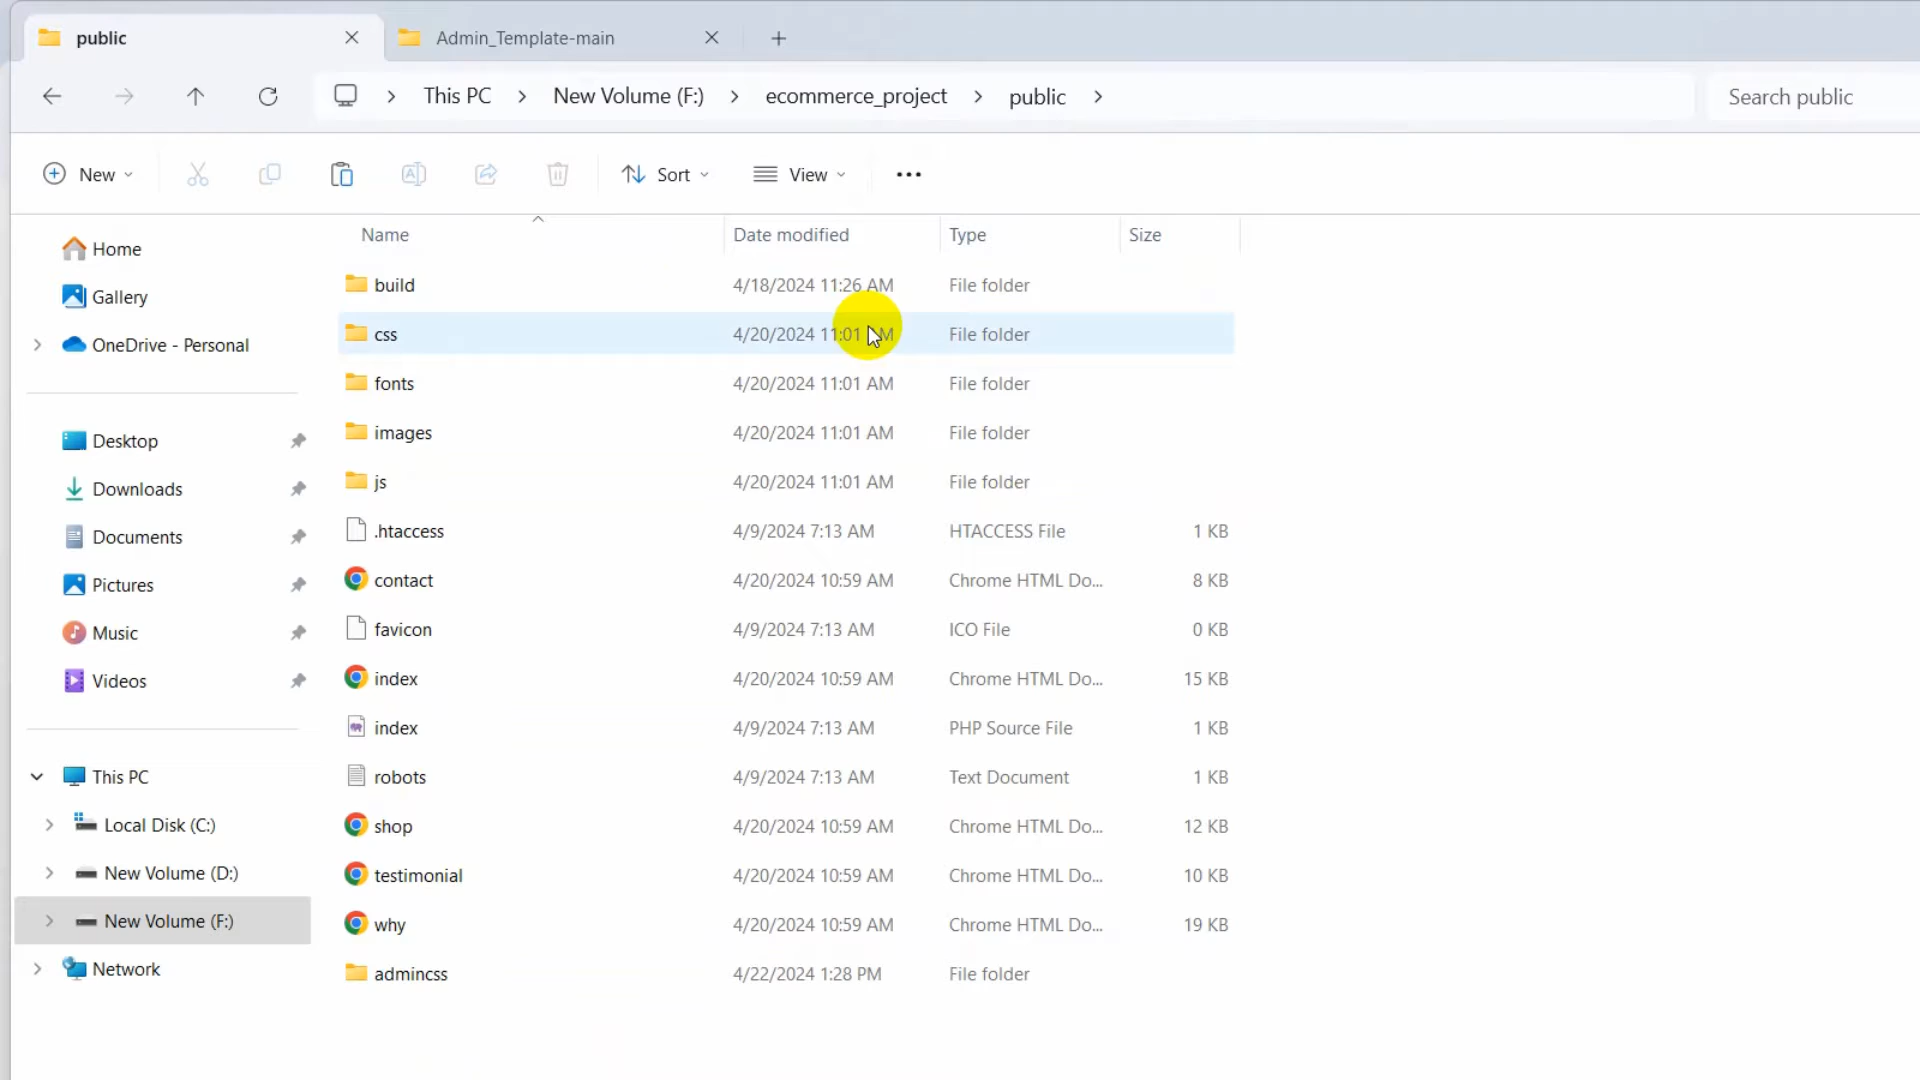 public
Admin_Template-main
This PC
New Volume (F:)
ecommerce_project
public
Search public
New
Sort
View
Home
Gallery
OneDrive - Personal
Desktop
Downloads
Documents
Pictures
Music
Videos
This PC
Local Disk (C:)
New Volume (D:)
New Volume (F:)
Network
Name Date modified Type Size
build 4/18/2024 11:26 AM File folder
css 4/20/2024 11:01 AM File folder
fonts 4/20/2024 11:01 AM File folder
images 4/20/2024 11:01 AM File folder
js 4/20/2024 11:01 AM File folder
.htaccess 4/9/2024 7:13 AM HTACCESS File 1 KB
contact 4/20/2024 10:59 AM Chrome HTML Do... 8 KB
favicon 4/9/2024 7:13 AM ICO File 0 KB
index 4/20/2024 10:59 AM Chrome HTML Do... 15 KB
index 4/9/2024 7:13 AM PHP Source File 1 KB
robots 4/9/2024 7:13 AM Text Document 1 KB
shop 4/20/2024 10:59 AM Chrome HTML Do... 12 KB
testimonial 4/20/2024 10:59 AM Chrome HTML Do... 10 KB
why 4/20/2024 10:59 AM Chrome HTML Do... 19 KB
admincss 4/22/2024 1:28 PM File folder